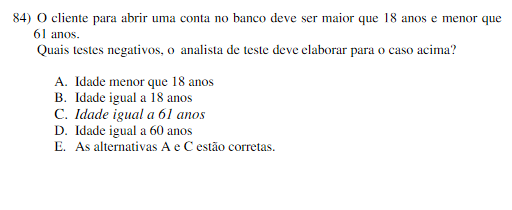 84) O cliente para abrir uma conta no banco deve ser maior que 18 anos e menor que
61 anos.
Quais testes negativos, o analista de teste deve elaborar para o caso acima?
A. Idade menor que 18 anos
B. Idade igual a 18 anos
C. Idade igual a 61 anos
D. Idade igual a 60 anos
E. As alternativas A e C estão corretas.